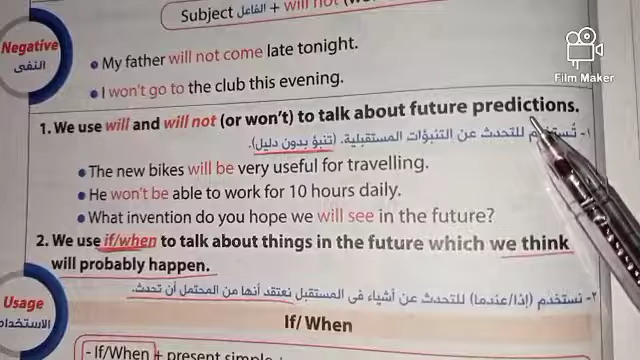 Subject الفاعل + will not
Film Maker
Negative
النفى
• My father will not come late tonight.
• I won't go to the club this evening.
1. We use will and will not (or won't) to talk about future predictions.
١- تُستخدم للتحدث عن التنبؤات المستقبلية. (تنبؤ بدون دليل).
• The new bikes will be very useful for travelling.
• He won't be able to work for 10 hours daily.
• What invention do you hope we will see in the future?
2. We use if/when to talk about things in the future which we think
will probably happen.
Usage
الاستخدام
٢- نستخدم (إذا/عندما) للتحدث عن أشياء فى المستقبل نعتقد أنها من المحتمل أن تحدث.
If/ When
- If/When + present simple